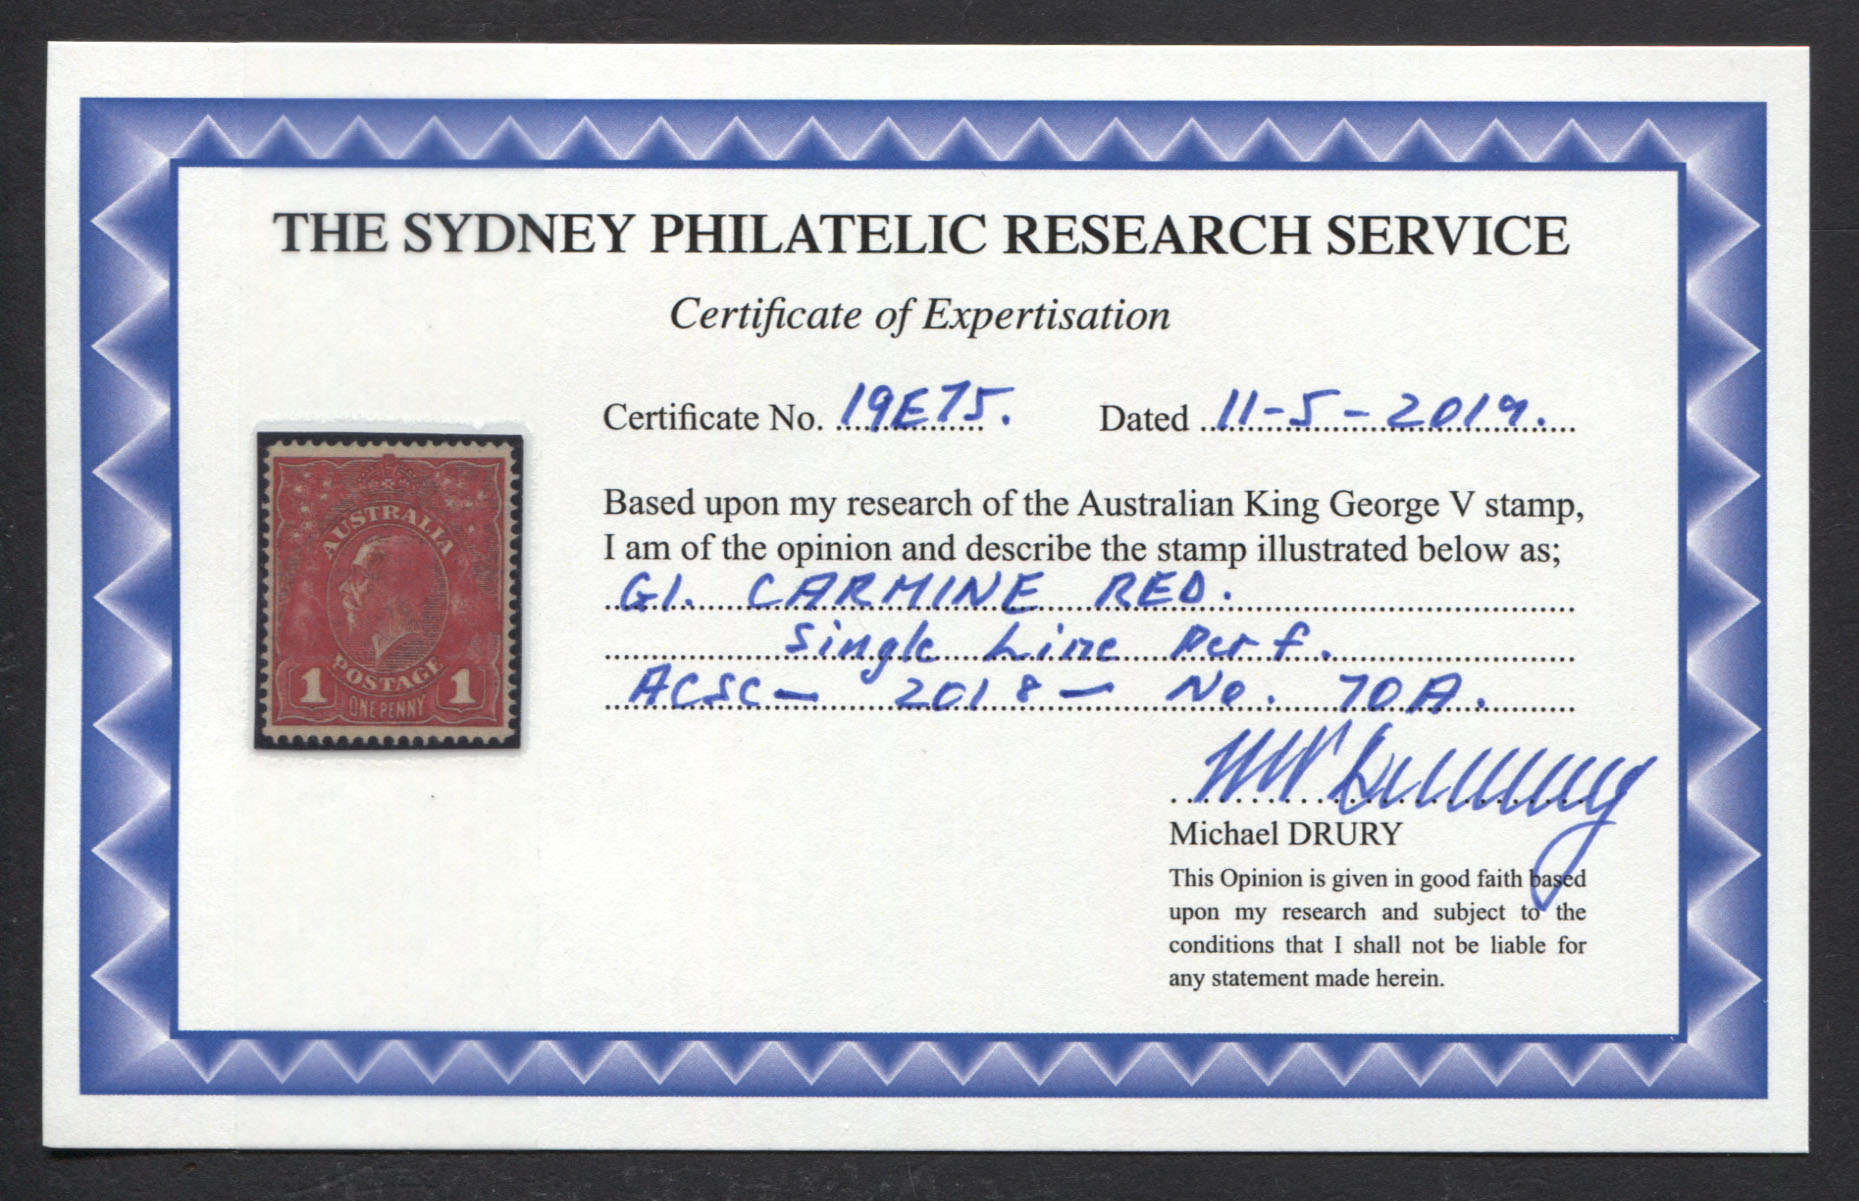 THE SYDNEY PHILATELIC RESEARCH SERVICE
Certificate of Expertisation
Certificate No. 19E75. Dated 11-5-2019.
Based upon my research of the Australian King George V stamp,
I am of the opinion and describe the stamp illustrated below as;
G1. CARMINE RED.
Single Line Perf.
ACSC - 2018 - No. 70A.
AUSTRALIA
POSTAGE
1 ONE PENNY 1
Michael DRURY
This Opinion is given in good faith based
upon my research and subject to the
conditions that I shall not be liable for
any statement made herein.